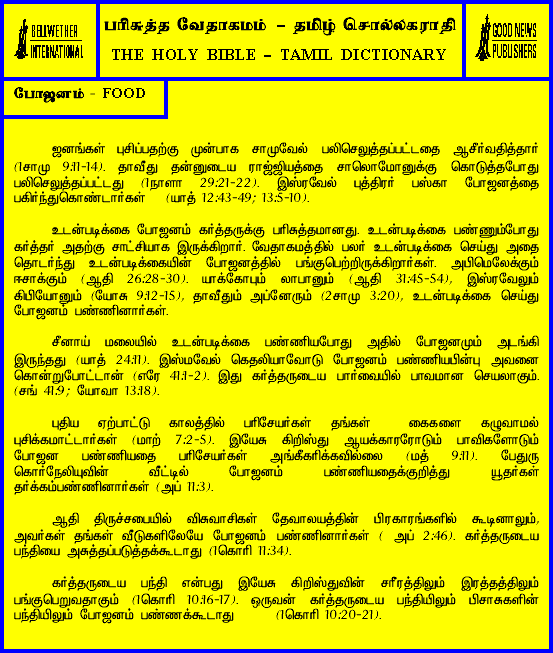 BELLWETHER
INTERNATIONAL
பரிசுத்த வேதாகமம் – தமிழ் சொல்லகராதி
THE HOLY BIBLE – TAMIL DICTIONARY
GOOD NEWS
PUBLISHERS
போஜனம் - FOOD
ஜனங்கள் புசிப்பதற்கு முன்பாக சாமுவேல் பலிசெலுத்தப்பட்டதை ஆசீர்வதித்தார்
(1சாமு 9:11-14). தாவீது தன்னுடைய ராஜ்ஜியத்தை சாலொமோனுக்கு கொடுத்தபோது
பலிசெலுத்தப்பட்டது (1நாளா 29:21-22). இஸ்ரவேல் புத்திரர் பஸ்கா போஜனத்தை
பகிர்ந்துகொண்டார்கள் (யாத் 12:43-49; 13:5-10).
உடன்படிக்கை போஜனம் கர்த்தருக்கு பரிசுத்தமானது. உடன்படிக்கை பண்ணும்போது
கர்த்தர் அதற்கு சாட்சியாக இருக்கிறார். வேதாகமத்தில் பலர் உடன்படிக்கை செய்து அதை
தொடர்ந்து உடன்படிக்கையின் போஜனத்தில் பங்குபெற்றிருக்கிறார்கள். அபிமெலேக்கும்
ஈசாக்கும் (ஆதி 26:28-30). யாக்கோபும் லாபானும் (ஆதி 31:45-54), இஸ்ரவேலும்
கிபியோனும் (யோசு 9:12-15), தாவீதும் அப்னேரும் (2சாமு 3:20), உடன்படிக்கை செய்து
போஜனம் பண்ணினார்கள்.
சீனாய் மலையில் உடன்படிக்கை பண்ணியபோது அதில் போஜனமும் அடங்கி
இருந்தது (யாத் 24:11). இஸ்மவேல் கெதலியாவோடு போஜனம் பண்ணியபின்பு அவனை
கொன்றுபோட்டான் (எரே 41:1-2). இது கர்த்தருடைய பார்வையில் பாவமான செயலாகும்.
(சங் 41:9; யோவா 13:18).
புதிய ஏற்பாட்டு காலத்தில் பரிசேயர்கள் தங்கள் கைகளை கழுவாமல்
புசிக்கமாட்டார்கள் (மாற் 7:2-5). இயேசு கிறிஸ்து ஆயக்காரரோடும் பாவிகளோடும்
போஜன பண்ணியதை பரிசேயர்கள் அங்கீகரிக்கவில்லை (மத் 9:11). பேதுரு
கொர்நேலியுவின் வீட்டில் போஜனம் பண்ணியதைக்குறித்து யூதர்கள்
தர்க்கம்பண்ணினார்கள் (அப் 11:3).
ஆதி திருச்சபையில் விசுவாசிகள் தேவாலயத்தின் பிரகாரங்களில் கூடினாலும்,
அவர்கள் தங்கள் வீடுகளிலேயே போஜனம் பண்ணினார்கள் ( அப் 2:46). கர்த்தருடைய
பந்தியை அசுத்தப்படுத்தக்கூடாது (1கொரி 11:34).
கர்த்தருடைய பந்தி என்பது இயேசு கிறிஸ்துவின் சரீரத்திலும் இரத்தத்திலும்
பங்குபெறுவதாகும் (1கொரி 10:16-17). ஒருவன் கர்த்தருடைய பந்தியிலும் பிசாசுகளின்
பந்தியிலும் போஜனம் பண்ணக்கூடாது (1கொரி 10:20-21).